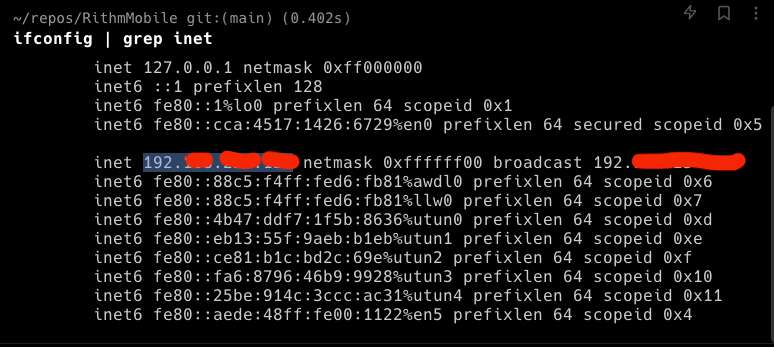 ~/repos/RithmMobile git:(main) (0.402s)
ifconfig | grep inet
inet 127.0.0.1 netmask 0xff000000
inet6 ::1 prefixlen 128
inet6 fe80::1%lo0 prefixlen 64 scopeid 0x1
inet6 fe80::cca:4517:1426:6729%en0 prefixlen 64 secured scopeid 0x5
inet 192. netmask 0xffffff00 broadcast 192.
inet6 fe80::88c5:f4ff:fed6:fb81%awdl0 prefixlen 64 scopeid 0x6
inet6 fe80::88c5:f4ff:fed6:fb81%llw0 prefixlen 64 scopeid 0x7
inet6 fe80::4b47:ddf7:1f5b:8636%utun0 prefixlen 64 scopeid 0xd
inet6 fe80::eb13:55f:9aeb:b1eb%utun1 prefixlen 64 scopeid 0xe
inet6 fe80::ce81:b1c:bd2c:69e%utun2 prefixlen 64 scopeid 0xf
inet6 fe80::fa6:8796:46b9:9928%utun3 prefixlen 64 scopeid 0x10
inet6 fe80::25be:914c:3ccc:ac31%utun4 prefixlen 64 scopeid 0x11
inet6 fe80::aede:48ff:fe00:1122%en5 prefixlen 64 scopeid 0x4